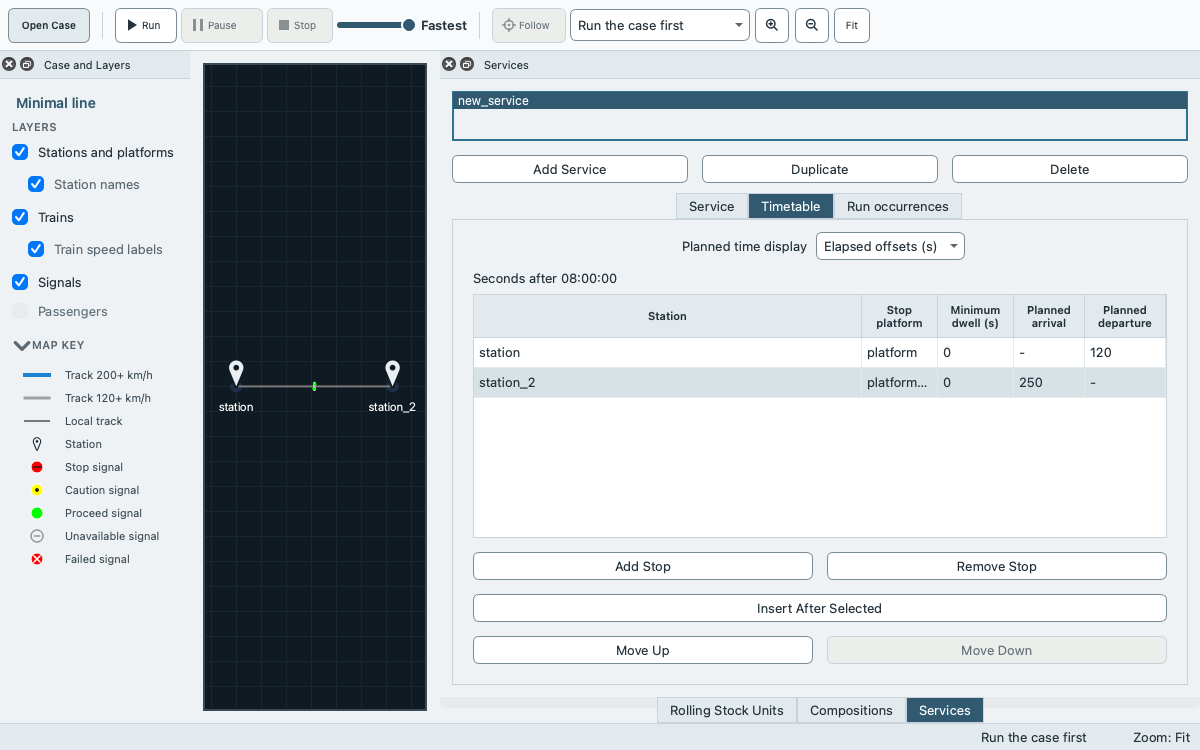 Open Case
Run
Pause
Stop
Fastest
Follow
Run the case first
Fit
Case and Layers
Services
Minimal line
LAYERS
Stations and platforms
Station names
Trains
Train speed labels
Signals
Passengers
MAP KEY
Track 200+ km/h
Track 120+ km/h
Local track
Station
Stop signal
Caution signal
Proceed signal
Unavailable signal
Failed signal
station
station_2
new_service
Add Service
Duplicate
Delete
Service
Timetable
Run occurrences
Planned time display
Elapsed offsets (s)
Seconds after 08:00:00
Station
Stop platform
Minimum dwell (s)
Planned arrival
Planned departure
station platform 0 - 120
station_2 platform... 0 250 -
Add Stop
Remove Stop
Insert After Selected
Move Up
Move Down
Rolling Stock Units
Compositions
Services
Run the case first
Zoom: Fit